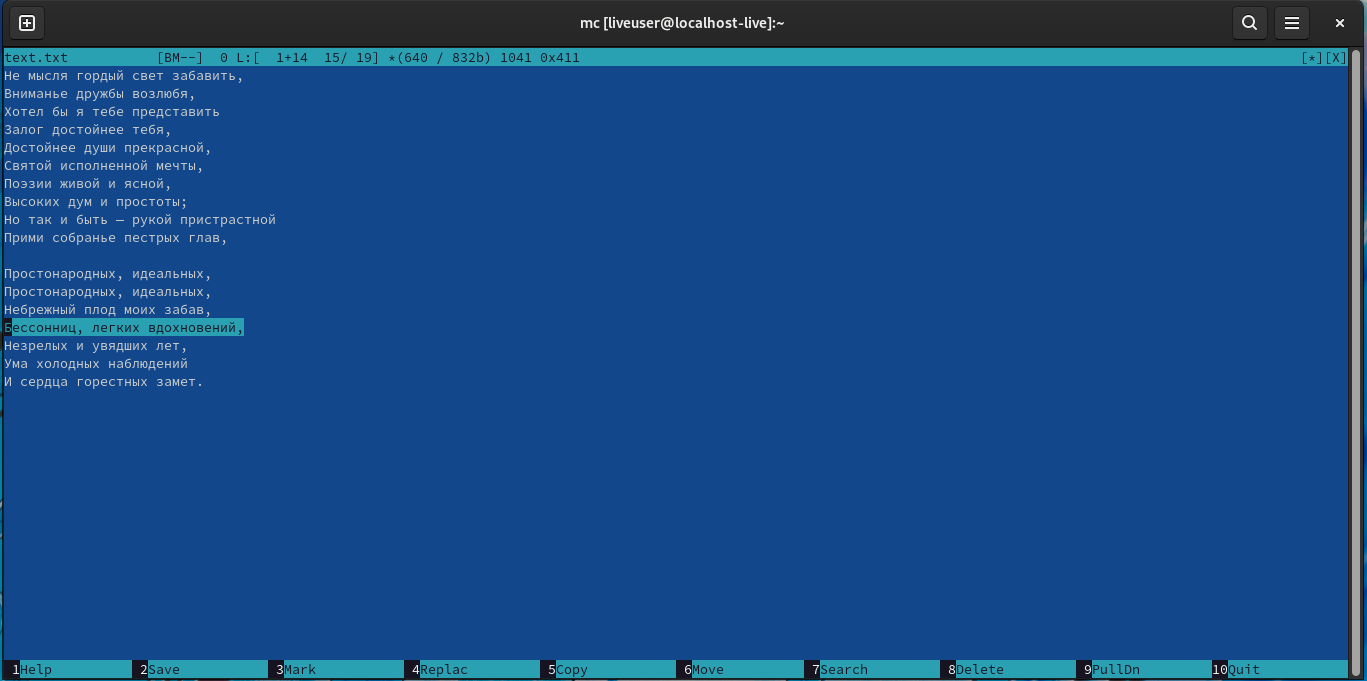 mc [liveuser@localhost-live]:~
text.txt [BM--] 0 L:[ 1+14 15/ 19] *(640 / 832b) 1041 0x411 [*][X]
Не мысля гордый свет забавить,
Вниманье дружбы возлюбя,
Хотел бы я тебе представить
Залог достойнее тебя,
Достойнее души прекрасной,
Святой исполненной мечты,
Поэзии живой и ясной,
Высоких дум и простоты;
Но так и быть — рукой пристрастной
Прими собранье пестрых глав,
Простонародных, идеальных,
Простонародных, идеальных,
Небрежный плод моих забав,
Бессонниц, легких вдохновений,
Незрелых и увядших лет,
Ума холодных наблюдений
И сердца горестных замет.
1Help 2Save 3Mark 4Replac 5Copy 6Move 7Search 8Delete 9PullDn 10Quit